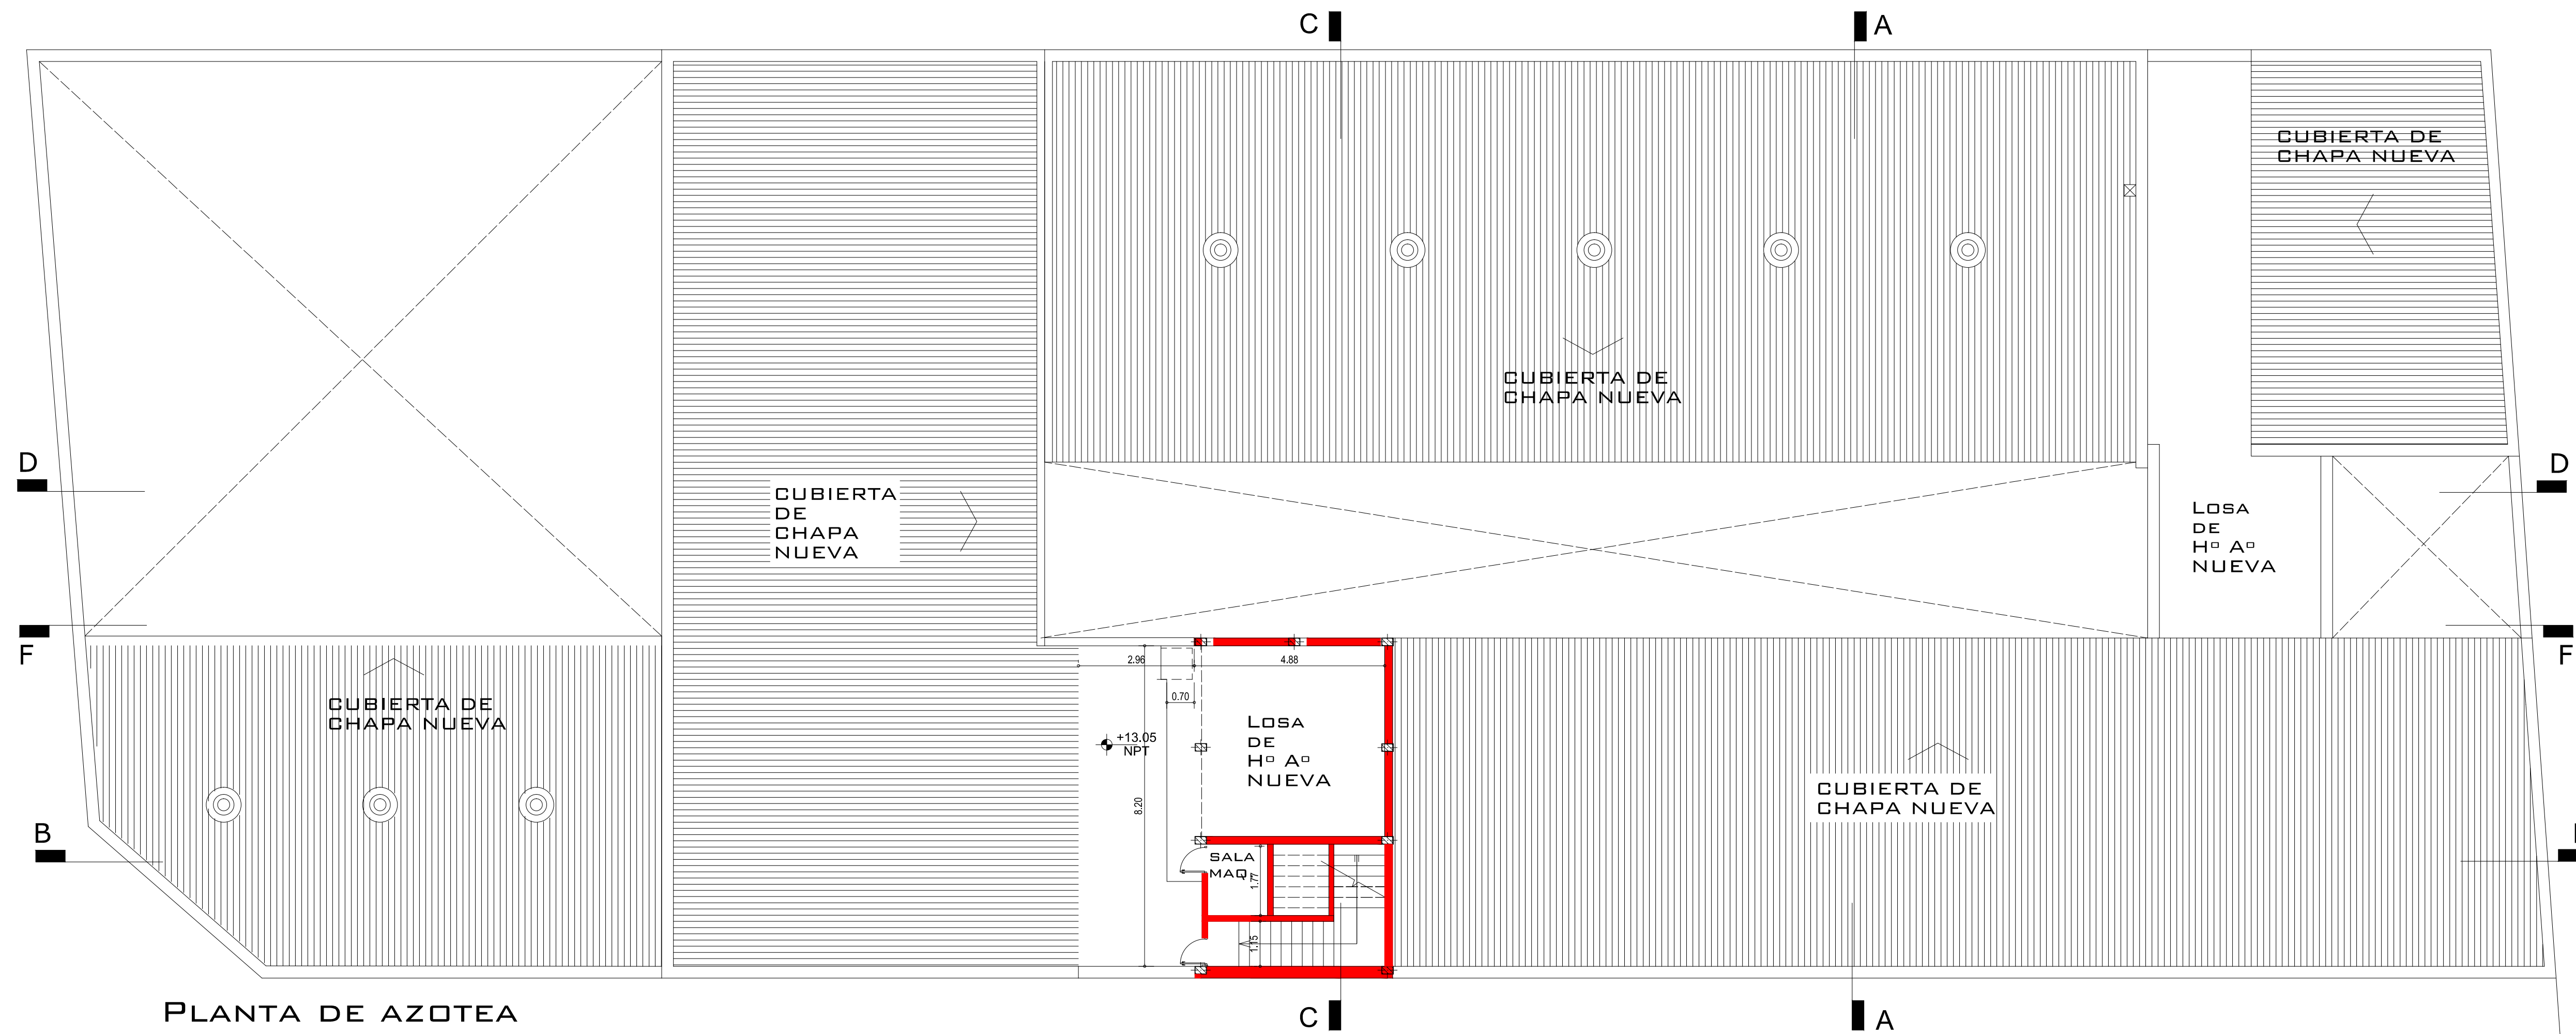 C
A
CUBIERTA DE
CHAPA NUEVA
CUBIERTA DE
CHAPA NUEVA
D
D
CUBIERTA
DE
CHAPA
NUEVA
LOSA
DE
Hº Aº
NUEVA
F
F
2.96
4.88
0.70
CUBIERTA DE
CHAPA NUEVA
LOSA
DE
Hº Aº
NUEVA
+13.05
NPT
8.20
CUBIERTA DE
CHAPA NUEVA
B
SALA
MAQ.
1.77
1.15
PLANTA DE AZOTEA
C
A